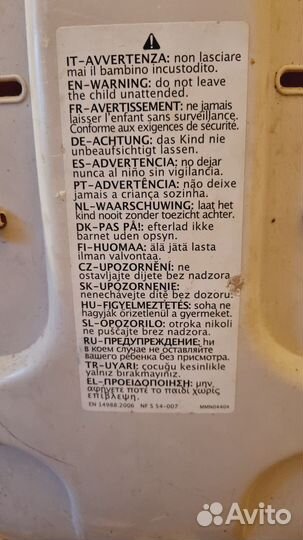 IT-AVVERTENZA: non lasciare
mai il bambino incustodito.
EN-WARNING: do not leave
the child unattended.
FR-AVERTISSEMENT: ne jamais
laisser l'enfant sans surveillance.
Conforme aux exigences de sécurité.
DE-ACHTUNG: das Kind nie
unbeaufsichtigt lassen.
ES-ADVERTENCIA: no dejar
nunca al niño sin vigilancia.
PT-ADVERTÊNCIA: não deixe
jamais a criança sozinha.
NL-WAARSCHUWING: laat het
kind nooit zonder toezicht achter.
DK-PAS PÅ!: efterlad ikke
barnet uden opsyn.
FI-HUOMAA: älä jätä lasta
ilman valvontaa.
CZ-UPOZORNĚNÍ: ne
ostavljajte dijete bez nadzora
SK-UPOZORNENIE:
nenechávejte dítě bez dozoru.
HU-FIGYELMEZTETÉS: soha ne
hagyják őrizetlenül a gyermeket.
SL-OPOZORILO: otroka nikoli
ne puščajte brez nadzora.
RU-ПРЕДУПРЕЖДЕНИЕ: ни
в коем случае не оставляйте
вашего ребенка без присмотра!
TR-UYARI: çocuğu kesinlikle
yalnız bırakmayınız.
EL-ΠΡΟΕΙΔΟΠΟΙΗΣΗ: μην
αφήνετε ποτέ το παιδί χωρίς
επίβλεψη.
EN 14988:2006 NF S 54-007 MMN0440H
Avito